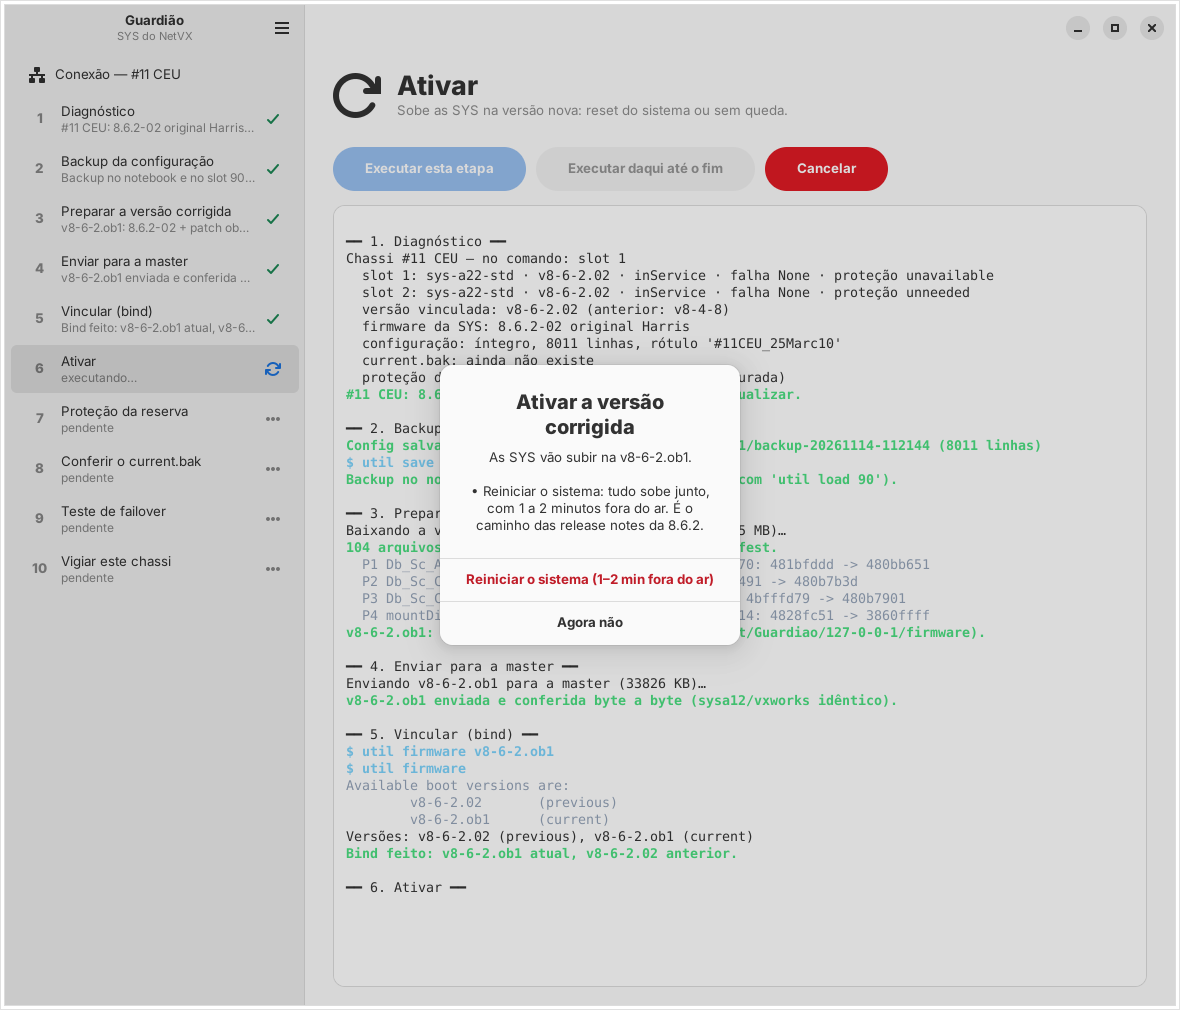 Guardião
SYS do NetVX
Conexão — #11 CEU
1 Diagnóstico
#11 CEU: 8.6.2-02 original Harris…
2 Backup da configuração
Backup no notebook e no slot 90…
3 Preparar a versão corrigida
v8-6-2.ob1: 8.6.2-02 + patch ob…
4 Enviar para a master
v8-6-2.ob1 enviada e conferida …
5 Vincular (bind)
Bind feito: v8-6-2.ob1 atual, v8-6…
6 Ativar
executando…
7 Proteção da reserva
pendente
8 Conferir o current.bak
pendente
9 Teste de failover
pendente
10 Vigiar este chassi
pendente
Ativar
Sobe as SYS na versão nova: reset do sistema ou sem queda.
Executar esta etapa
Executar daqui até o fim
Cancelar
━━ 1. Diagnóstico ━━
Chassi #11 CEU — no comando: slot 1
slot 1: sys-a22-std · v8-6-2.02 · inService · falha None · proteção unavailable
slot 2: sys-a22-std · v8-6-2.02 · inService · falha None · proteção unneeded
versão vinculada: v8-6-2.02 (anterior: v8-4-8)
firmware da SYS: 8.6.2-02 original Harris
configuração: íntegro, 8011 linhas, rótulo '#11CEU_25Marc10'
current.bak: ainda não existe
proteção d urada)
#11 CEU: 8.6 ualizar.
━━ 2. Backup
Config salva 1/backup-20261114-112144 (8011 linhas)
$ util save
Backup no no com 'util load 90').
━━ 3. Prepar
Baixando a v 5 MB)…
104 arquivos fest.
P1 Db_Sc_A 70: 481bfddd -> 480bb651
P2 Db_Sc_C 491 -> 480b7b3d
P3 Db_Sc_C 4bfffd79 -> 480b7901
P4 mountDi 14: 4828fc51 -> 3860ffff
v8-6-2.ob1: t/Guardiao/127-0-0-1/firmware).
━━ 4. Enviar para a master ━━
Enviando v8-6-2.ob1 para a master (33826 KB)…
v8-6-2.ob1 enviada e conferida byte a byte (sysa12/vxworks idêntico).
━━ 5. Vincular (bind) ━━
$ util firmware v8-6-2.ob1
$ util firmware
Available boot versions are:
v8-6-2.02 (previous)
v8-6-2.ob1 (current)
Versões: v8-6-2.02 (previous), v8-6-2.ob1 (current)
Bind feito: v8-6-2.ob1 atual, v8-6-2.02 anterior.
━━ 6. Ativar ━━
Ativar a versão
corrigida
As SYS vão subir na v8-6-2.ob1.
• Reiniciar o sistema: tudo sobe junto,
com 1 a 2 minutos fora do ar. É o
caminho das release notes da 8.6.2.
Reiniciar o sistema (1–2 min fora do ar)
Agora não